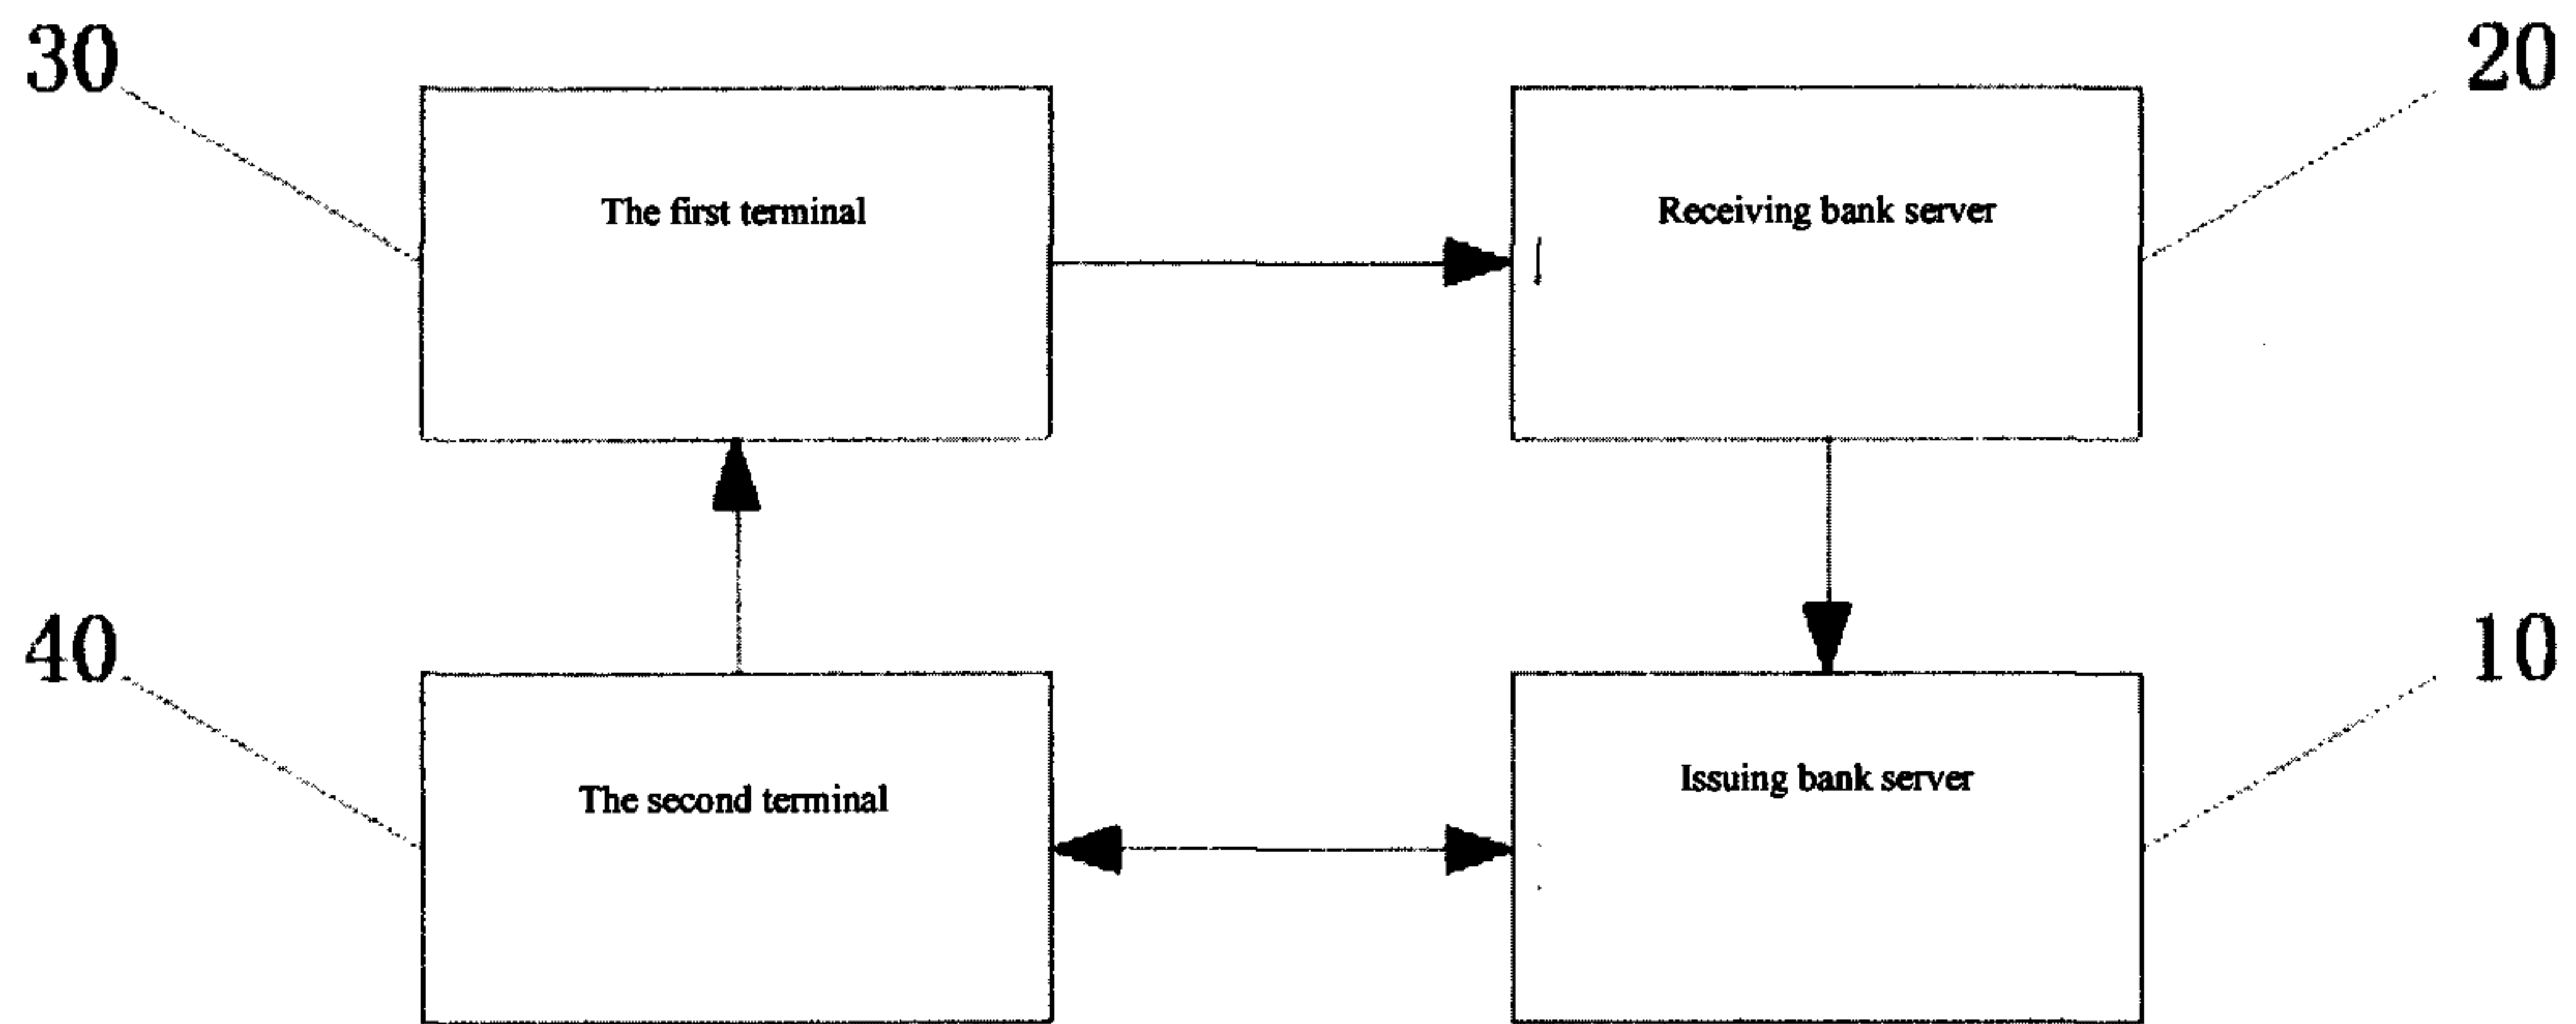 30
20
The first terminal
Receiving bank server
40
10
The second terminal
Issuing bank server